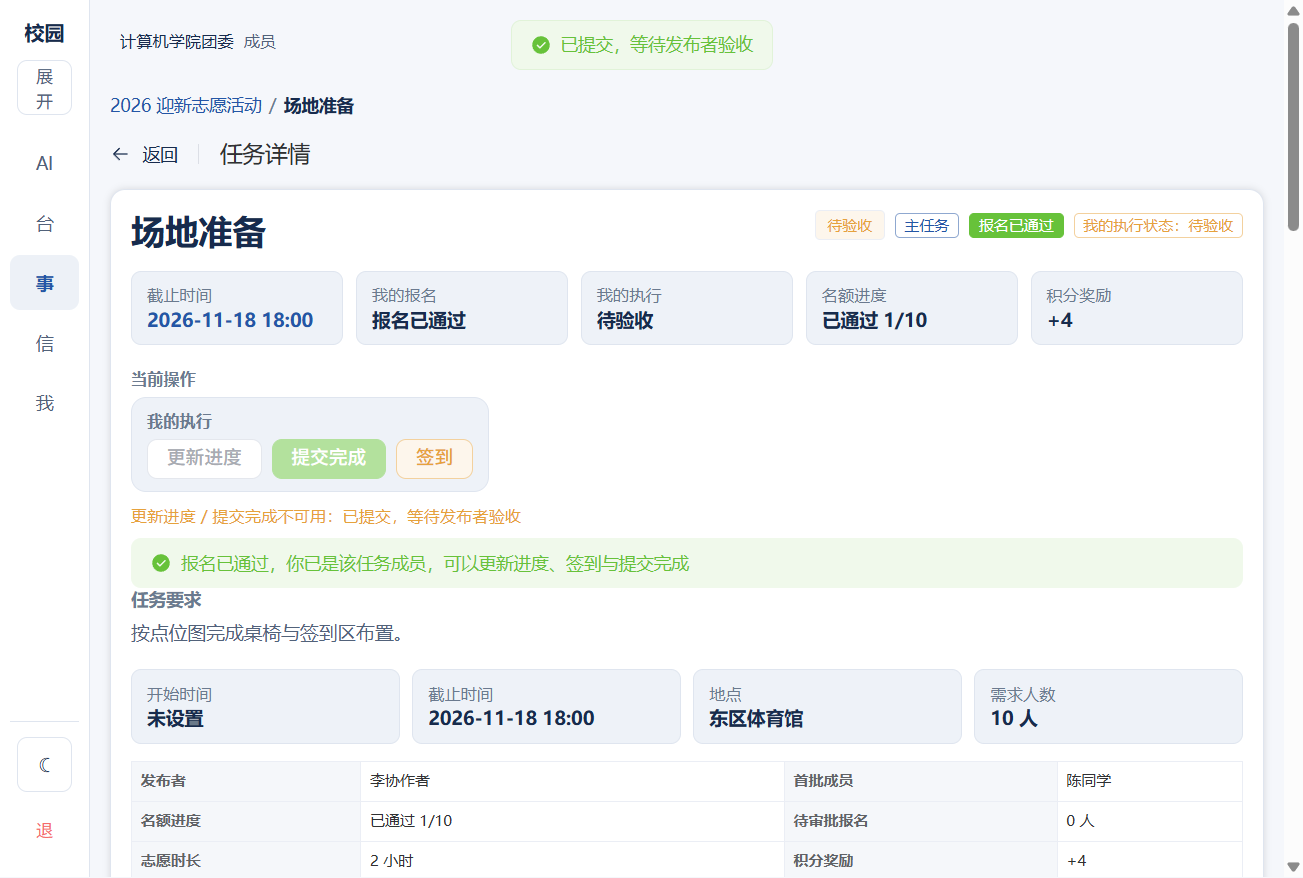 校园
展
开
AI
台
事
信
我
退
计算机学院团委 成员
已提交，等待发布者验收
2026 迎新志愿活动 / 场地准备
← 返回 任务详情
场地准备
待验收 主任务 报名已通过 我的执行状态：待验收
截止时间 我的报名 我的执行 名额进度 积分奖励
2026-11-18 18:00 报名已通过 待验收 已通过 1/10 +4
当前操作
我的执行
更新进度 提交完成 签到
更新进度 / 提交完成不可用：已提交，等待发布者验收
报名已通过，你已是该任务成员，可以更新进度、签到与提交完成
任务要求
按点位图完成桌椅与签到区布置。
开始时间 截止时间 地点 需求人数
未设置 2026-11-18 18:00 东区体育馆 10 人
发布者 李协作者 首批成员 陈同学
名额进度 已通过 1/10 待审批报名 0 人
志愿时长 2 小时 积分奖励 +4